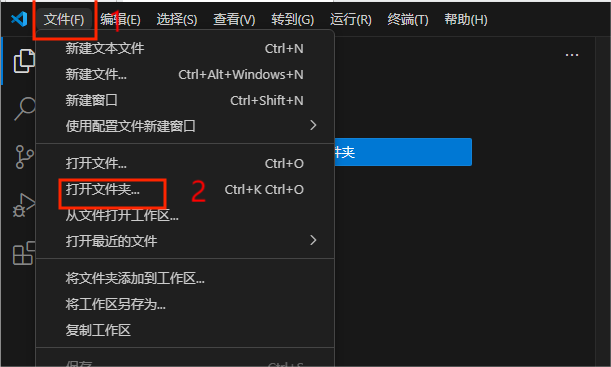 文件(F) 1 编辑(E) 选择(S) 查看(V) 转到(G) 运行(R) 终端(T) 帮助(H)
新建文本文件 Ctrl+N
新建文件... Ctrl+Alt+Windows+N
新建窗口 Ctrl+Shift+N
使用配置文件新建窗口
件夹
打开文件... Ctrl+O
打开文件夹... 2 Ctrl+K Ctrl+O
从文件打开工作区...
打开最近的文件
将文件夹添加到工作区...
将工作区另存为...
复制工作区
保存 Ctrl+S